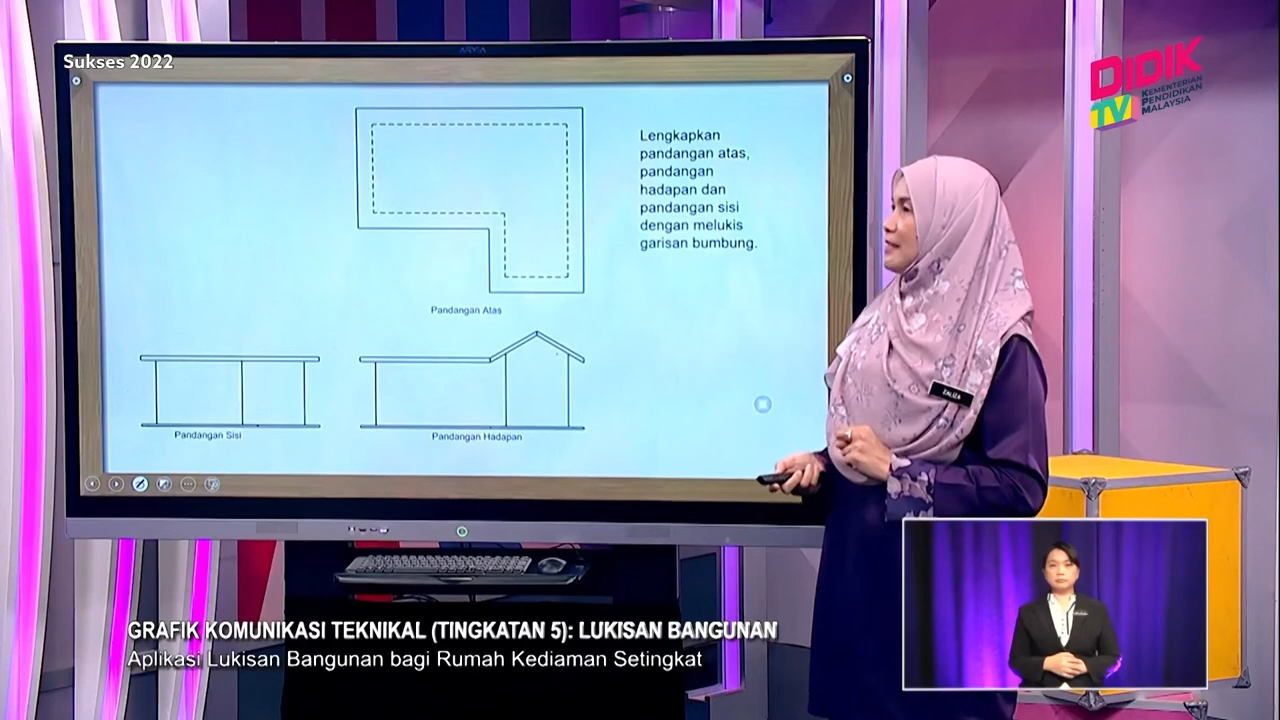 Sukses 2022
DIDIK
TV
KEMENTERIAN
PENDIDIKAN
MALAYSIA
Lengkapkan
pandangan atas,
pandangan
hadapan dan
pandangan sisi
dengan melukis
garisan bumbung.
Pandangan Atas
Pandangan Sisi
Pandangan Hadapan
GRAFIK KOMUNIKASI TEKNIKAL (TINGKATAN 5): LUKISAN BANGUNAN
Aplikasi Lukisan Bangunan bagi Rumah Kediaman Setingkat